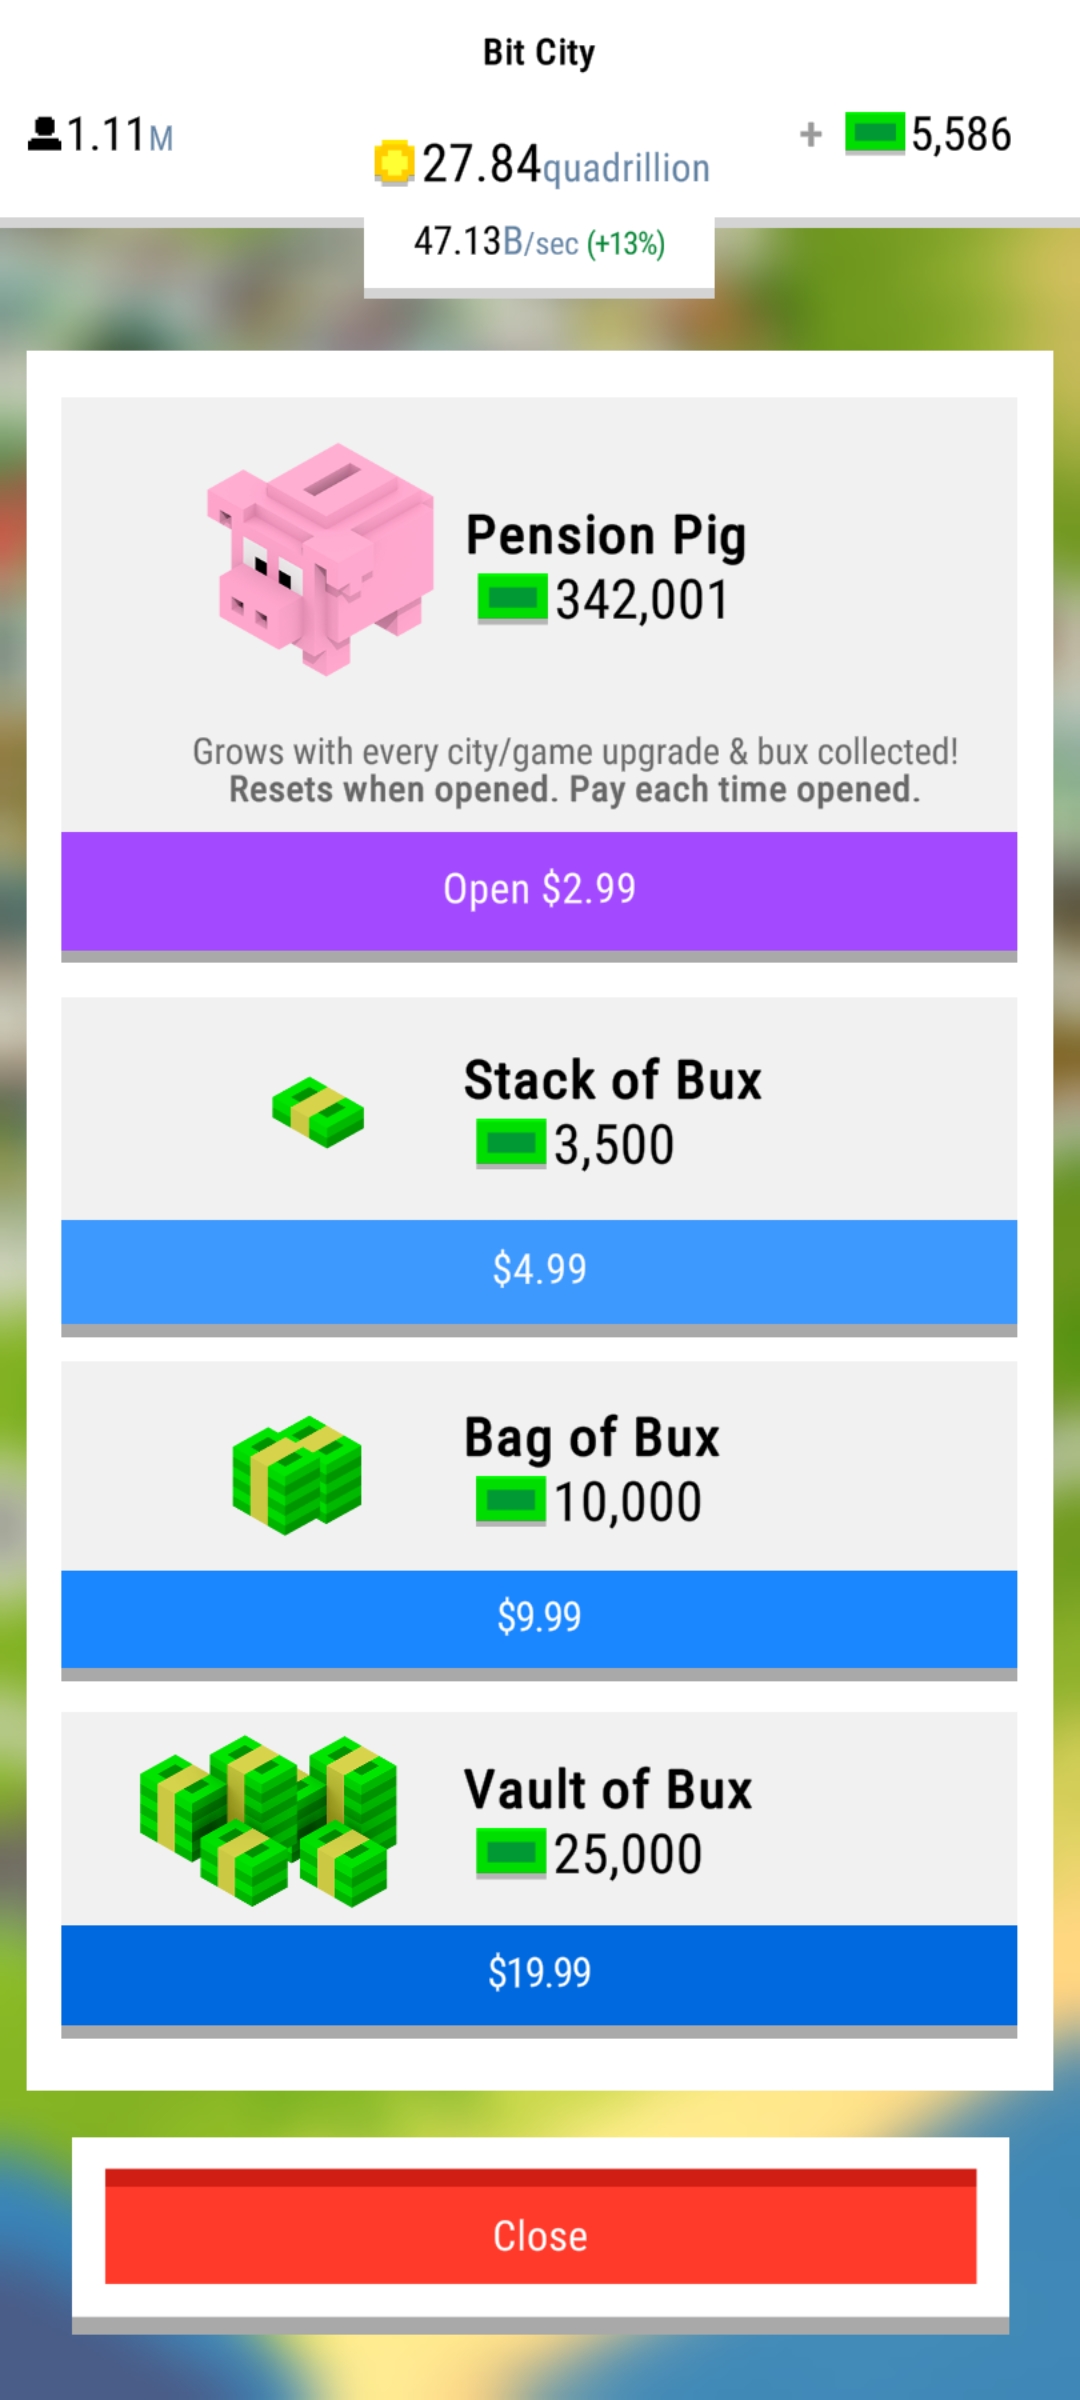 Bit City
1.11M
27.84quadrillion
+ 5,586
47.13B/sec (+13%)
Pension Pig
342,001
Grows with every city/game upgrade & bux collected!
Resets when opened. Pay each time opened.
Open $2.99
Stack of Bux
3,500
$4.99
Bag of Bux
10,000
$9.99
Vault of Bux
25,000
$19.99
Close